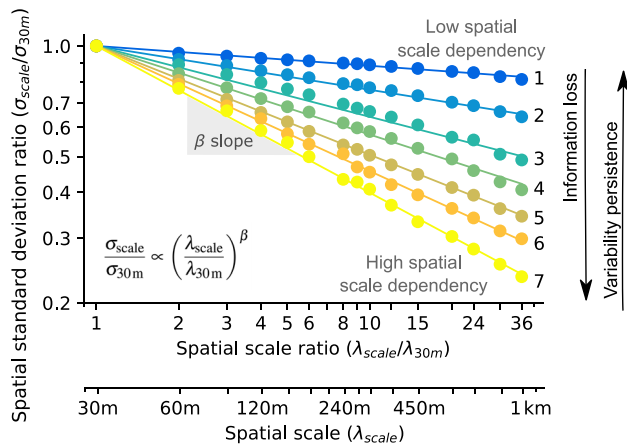 Spatial standard deviation ratio (σscale/σ30m)
1.0
0.7
0.6
0.5
0.4
0.3
0.2
Low spatial
scale dependency
1
2
3
4
5
6
7
β slope
σscale/σ30m ∝ (λscale/λ30m)^β
High spatial
scale dependency
Information loss
Variability persistence
1 2 3 4 5 6 8 10 15 24 36
Spatial scale ratio (λscale/λ30m)
30m 60m 120m 240m 450m 1km
Spatial scale (λscale)